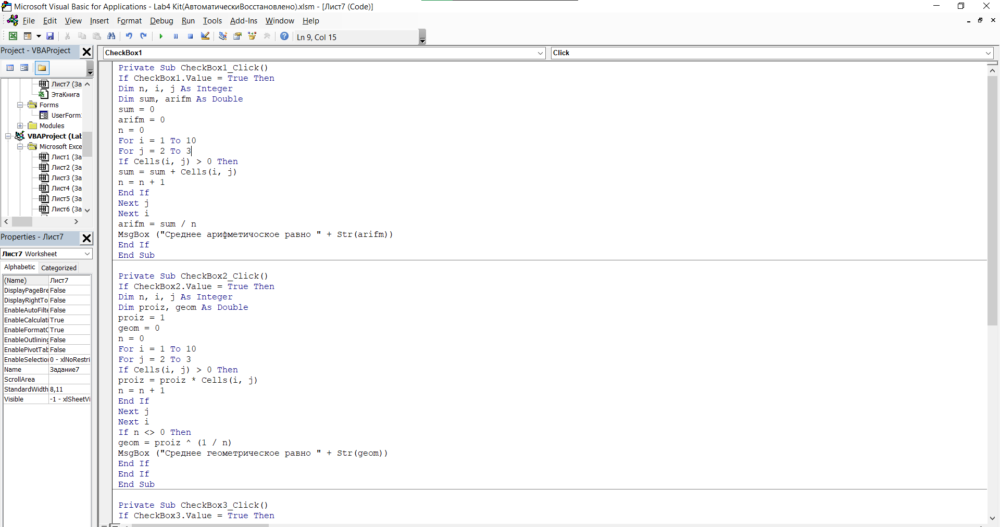 Microsoft Visual Basic for Applications - Lab4 Kit(АвтоматическиВосстановлено).xlsm - [Лист7 (Code)]
File Edit View Insert Format Debug Run Tools Add-Ins Window Help
Ln 9, Col 15
Project - VBAProject
Лист7 (За
ЭтаКнига
Forms
UserForm
Modules
VBAProject (Lab
Microsoft Exce
Лист1 (За
Лист2 (За
Лист3 (За
Лист4 (За
Лист5 (За
Лист6 (За
Properties - Лист7
Лист7 Worksheet
Alphabetic Categorized
(Name) Лист7
DisplayPageBre False
DisplayRightTo False
EnableAutoFilte False
EnableCalculati True
EnableFormatC True
EnableOutlining False
EnablePivotTab False
EnableSelection 0 - xlNoRestri
Name Задание7
ScrollArea
StandardWidth 8,11
Visible -1 - xlSheetVi
CheckBox1 Click
Private Sub CheckBox1_Click()
If CheckBox1.Value = True Then
Dim n, i, j As Integer
Dim sum, arifm As Double
sum = 0
arifm = 0
n = 0
For i = 1 To 10
For j = 2 To 3
If Cells(i, j) > 0 Then
sum = sum + Cells(i, j)
n = n + 1
End If
Next j
Next i
arifm = sum / n
MsgBox ("Среднее арифметичоское равно " + Str(arifm))
End If
End Sub
Private Sub CheckBox2_Click()
If CheckBox2.Value = True Then
Dim n, i, j As Integer
Dim proiz, geom As Double
proiz = 1
geom = 0
n = 0
For i = 1 To 10
For j = 2 To 3
If Cells(i, j) > 0 Then
proiz = proiz * Cells(i, j)
n = n + 1
End If
Next j
Next i
If n <> 0 Then
geom = proiz ^ (1 / n)
MsgBox ("Среднее геометрическое равно " + Str(geom))
End If
End If
End Sub
Private Sub CheckBox3_Click()
If CheckBox3.Value = True Then